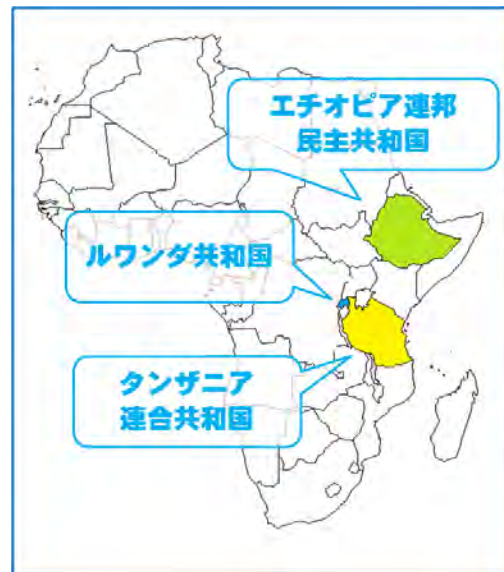 エチオピア連邦
民主共和国
ルワンダ共和国
タンザニア
連合共和国